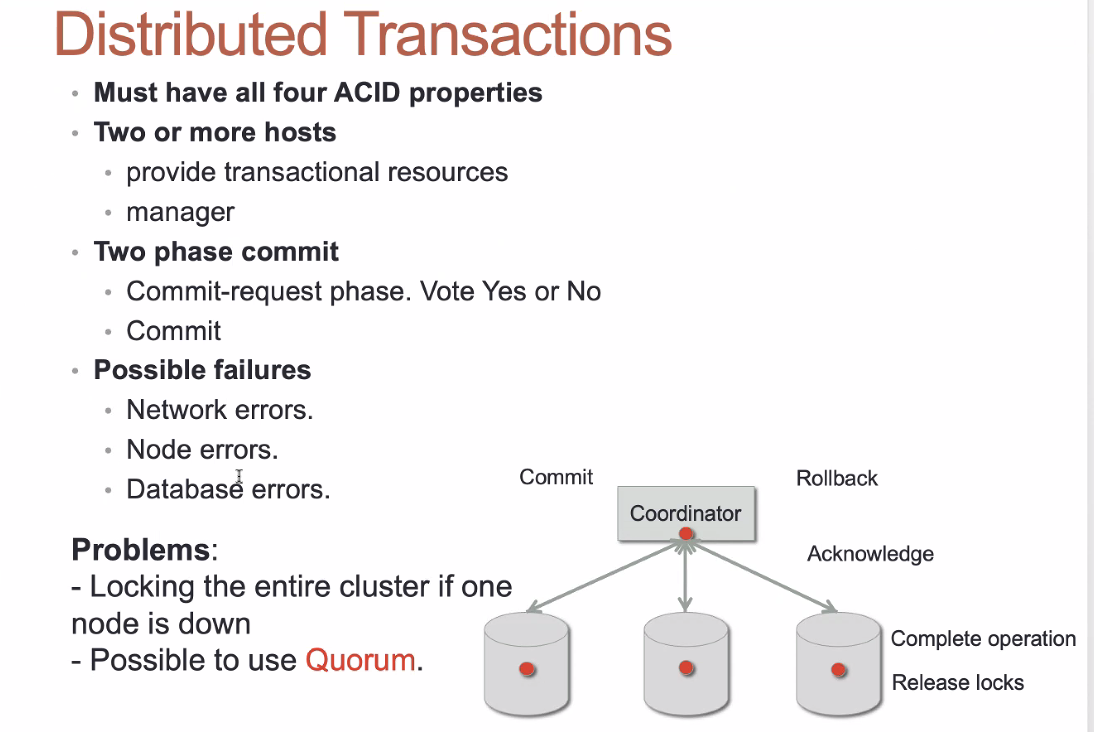 Distributed Transactions
Must have all four ACID properties
Two or more hosts
provide transactional resources
manager
Two phase commit
Commit-request phase. Vote Yes or No
Commit
Possible failures
Network errors.
Node errors.
Database errors.
Problems:
- Locking the entire cluster if one
node is down
- Possible to use Quorum.
Commit
Rollback
Coordinator
Acknowledge
Complete operation
Release locks